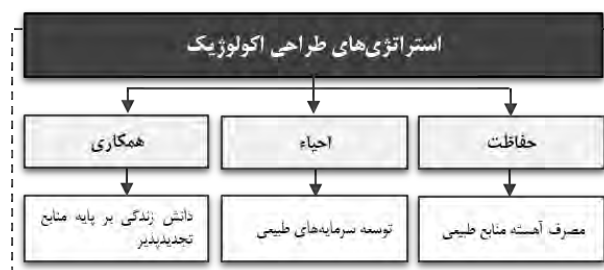 استراتژی‌های طراحی اکولوژیک
حفاظت
احیاء
همکاری
مصرف آهسته منابع طبیعی
توسعه سرمایه‌های طبیعی
دانش زندگی بر پایه منابع
تجدیدپذیر